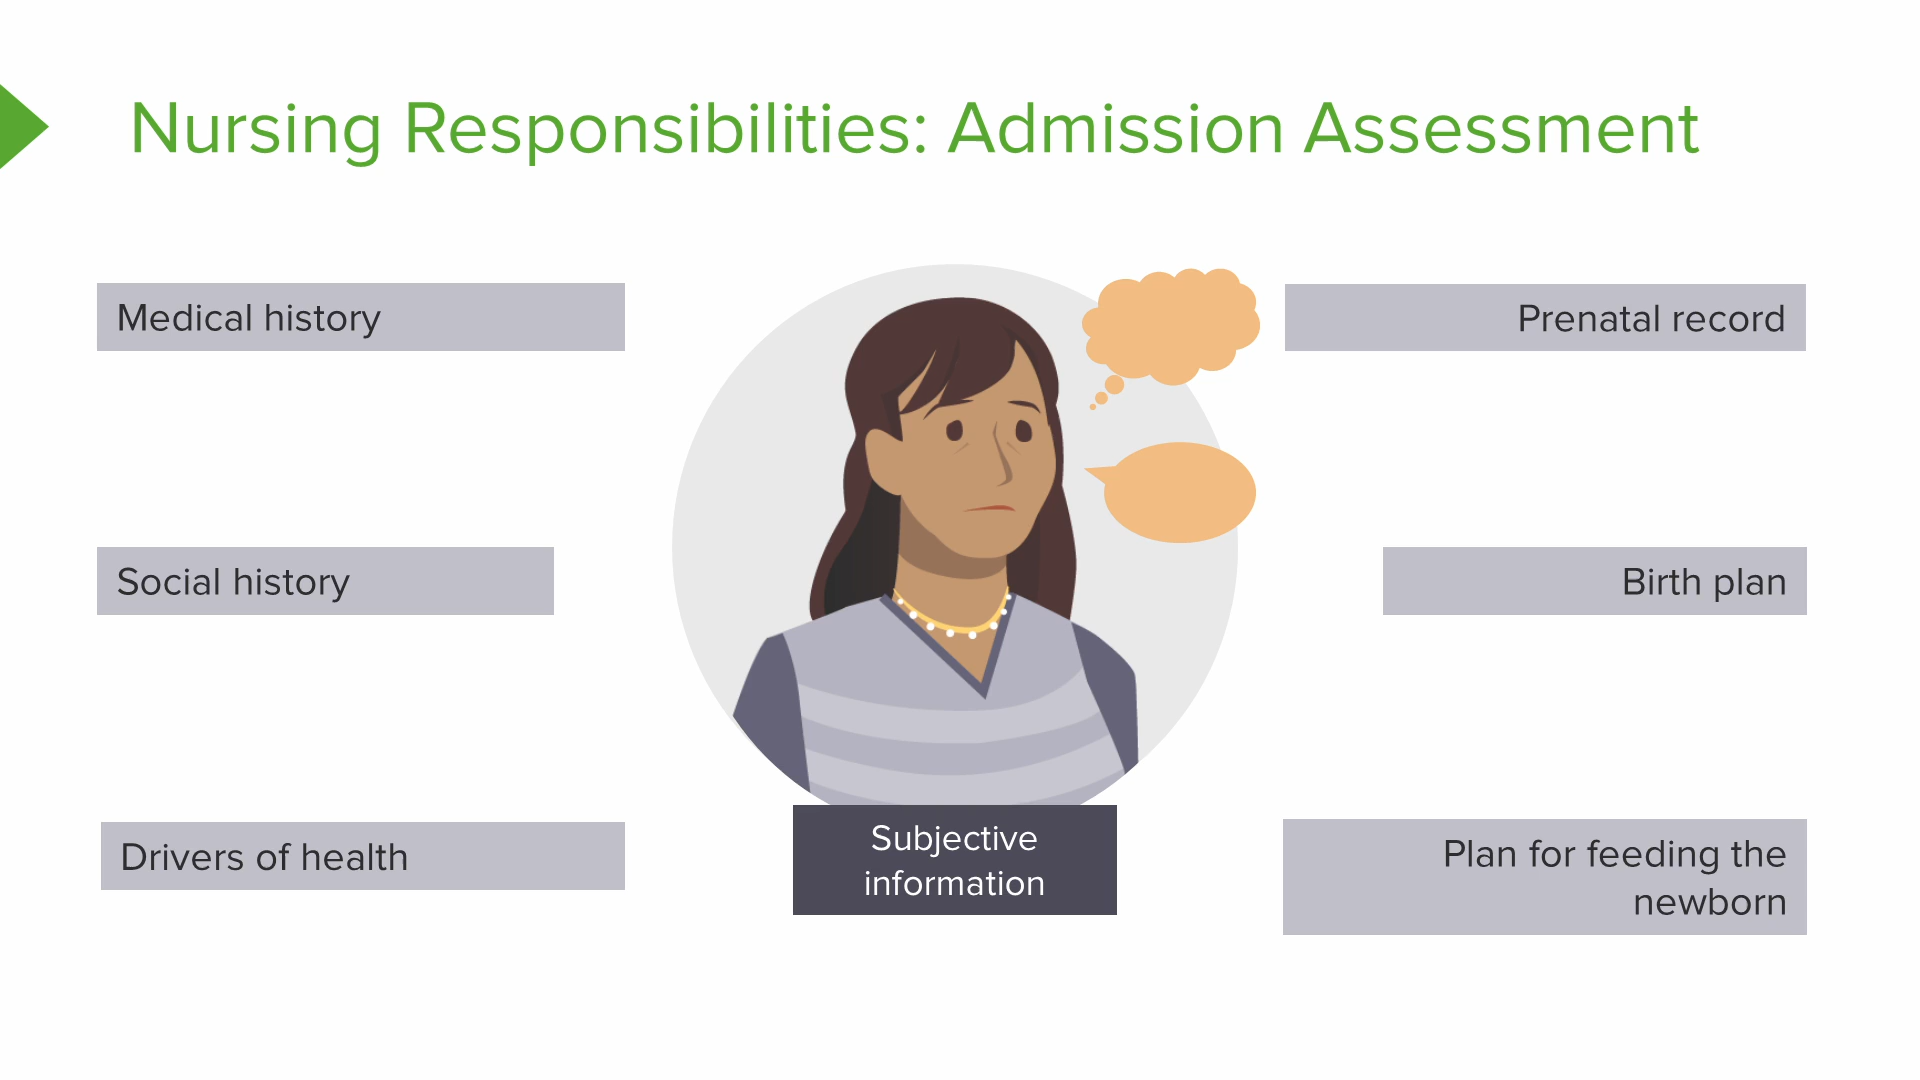 Nursing Responsibilities: Admission Assessment
Medical history
Prenatal record
Social history
Birth plan
Drivers of health
Subjective
information
Plan for feeding the
newborn